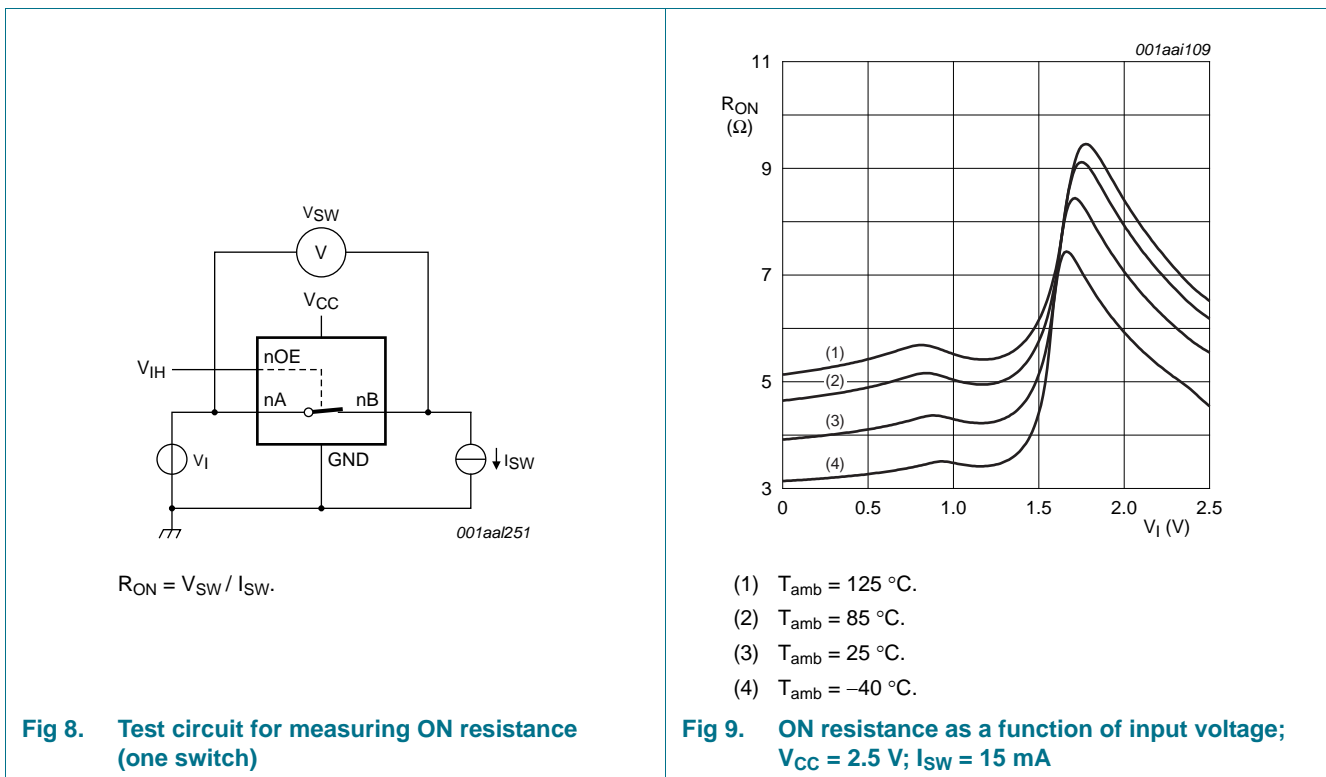 VSW
V
VCC
nOE
VIH
nA
nB
VI
GND
ISW
001aal251
RON = VSW / ISW.
Fig 8. Test circuit for measuring ON resistance
(one switch)
001aai109
11
RON
(Ω)
9
7
5
3
(1)
(2)
(3)
(4)
0 0.5 1.0 1.5 2.0 2.5
VI (V)
(1) Tamb = 125 °C.
(2) Tamb = 85 °C.
(3) Tamb = 25 °C.
(4) Tamb = −40 °C.
Fig 9. ON resistance as a function of input voltage;
VCC = 2.5 V; ISW = 15 mA